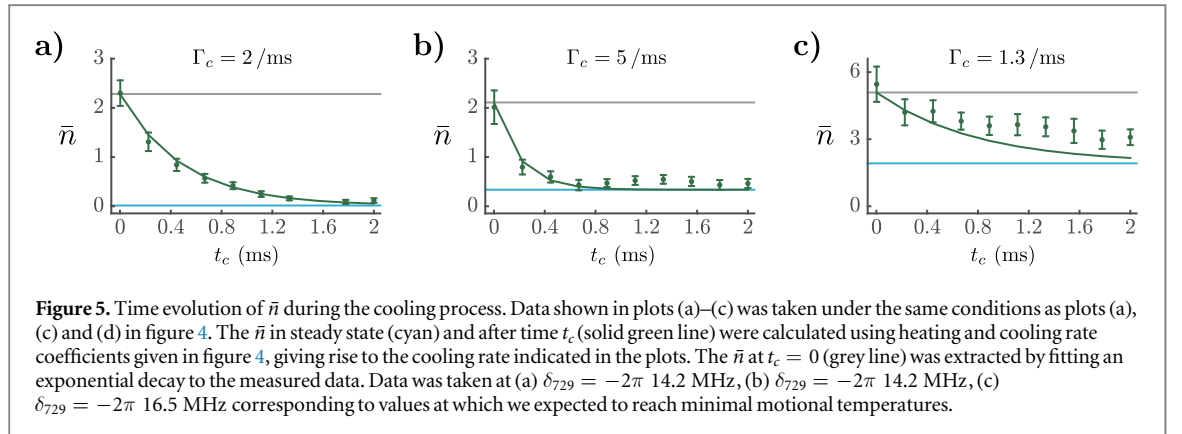 a)
Γ_c = 2 /ms
3
2
1
0
n̄
0 0.4 0.8 1.2 1.6 2
t_c (ms)
b)
Γ_c = 5 /ms
3
2
1
0
n̄
0 0.4 0.8 1.2 1.6 2
t_c (ms)
c)
Γ_c = 1.3 /ms
6
3
0
n̄
0 0.4 0.8 1.2 1.6 2
t_c (ms)
Figure 5. Time evolution of n̄ during the cooling process. Data shown in plots (a)–(c) was taken under the same conditions as plots (a),
(c) and (d) in figure 4. The n̄ in steady state (cyan) and after time t_c (solid green line) were calculated using heating and cooling rate
coefficients given in figure 4, giving rise to the cooling rate indicated in the plots. The n̄ at t_c = 0 (grey line) was extracted by fitting an
exponential decay to the measured data. Data was taken at (a) δ₇₂₉ = −2π 14.2 MHz, (b) δ₇₂₉ = −2π 14.2 MHz, (c)
δ₇₂₉ = −2π 16.5 MHz corresponding to values at which we expected to reach minimal motional temperatures.